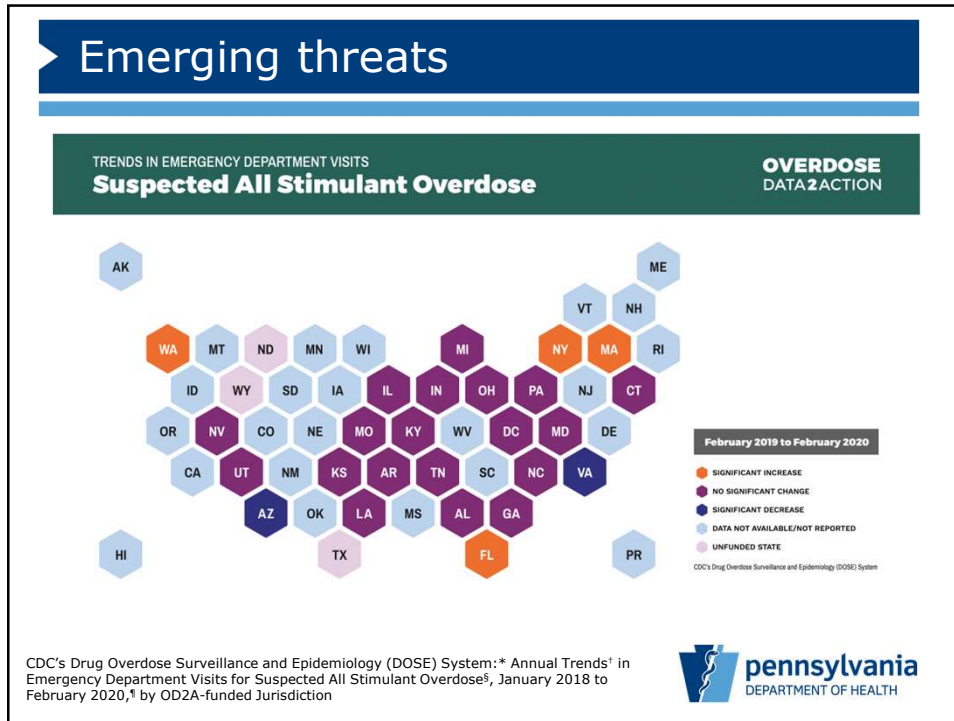 Emerging threats
TRENDS IN EMERGENCY DEPARTMENT VISITS
Suspected All Stimulant Overdose
OVERDOSE
DATA2ACTION
AK
ME
VT
NH
WA
MT
ND
MN
WI
MI
NY
MA
RI
ID
WY
SD
IA
IL
IN
OH
PA
NJ
CT
OR
NV
CO
NE
MO
KY
WV
DC
MD
DE
CA
UT
NM
KS
AR
TN
SC
NC
VA
AZ
OK
LA
MS
AL
GA
HI
TX
FL
PR
February 2019 to February 2020
SIGNIFICANT INCREASE
NO SIGNIFICANT CHANGE
SIGNIFICANT DECREASE
DATA NOT AVAILABLE/NOT REPORTED
UNFUNDED STATE
CDC's Drug Overdose Surveillance and Epidemiology (DOSE) System
CDC's Drug Overdose Surveillance and Epidemiology (DOSE) System:* Annual Trends† in
Emergency Department Visits for Suspected All Stimulant Overdose§, January 2018 to
February 2020,¶ by OD2A-funded Jurisdiction
pennsylvania
DEPARTMENT OF HEALTH